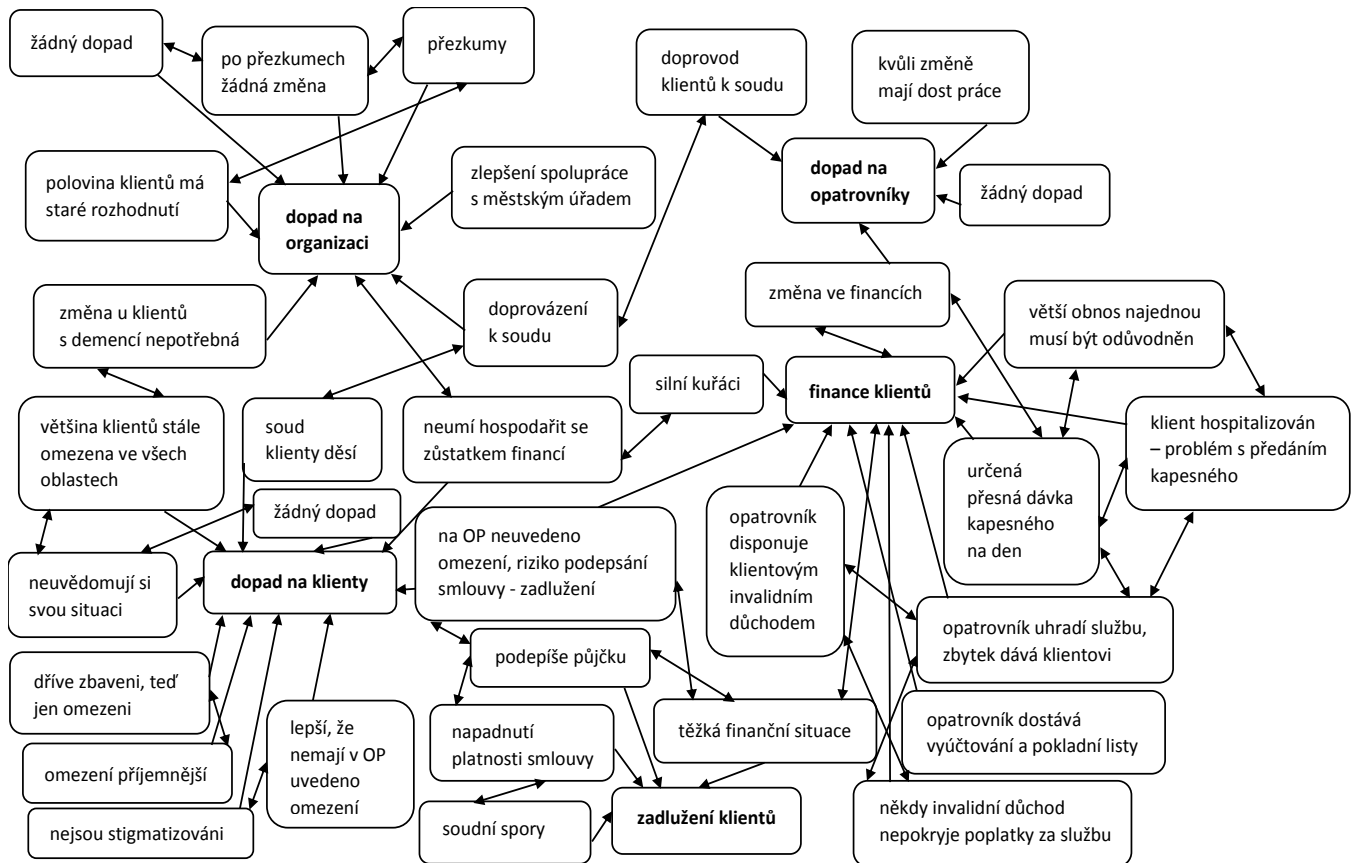 žádný dopad
po přezkumech
žádná změna
přezkumy
doprovod
klientů k soudu
kvůli změně
mají dost práce
polovina klientů má
staré rozhodnutí
dopad na
organizaci
zlepšení spolupráce
s městským úřadem
dopad na
opatrovníky
žádný dopad
změna u klientů
s demencí nepotřebná
doprovázení
k soudu
změna ve financích
větší obnos najednou
musí být odůvodněn
silní kuřáci
finance klientů
většina klientů stále
omezena ve všech
oblastech
soud
klienty děsí
neumí hospodařit se
zůstatkem financí
klient hospitalizován
– problém s předáním
kapesného
určená
přesná dávka
kapesného
na den
žádný dopad
na OP neuvedeno
omezení, riziko podepsání
smlouvy - zadlužení
opatrovník
disponuje
klientovým
invalidním
důchodem
neuvědomují si
svou situaci
dopad na klienty
opatrovník uhradí službu,
zbytek dává klientovi
podepíše půjčku
dříve zbaveni, teď
jen omezeni
lepší, že
nemají v OP
uvedeno
omezení
napadnutí
platnosti smlouvy
těžká finanční situace
opatrovník dostává
vyúčtování a pokladní listy
omezení příjemnější
nejsou stigmatizováni
soudní spory
zadlužení klientů
někdy invalidní důchod
nepokryje poplatky za službu